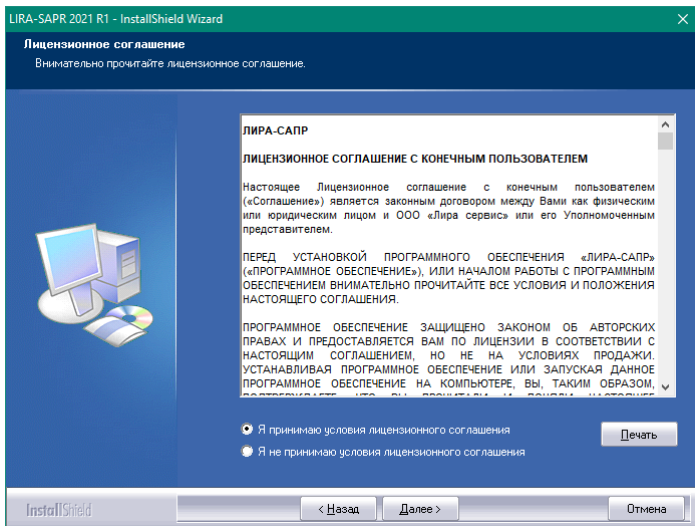 LIRA-SAPR 2021 R1 - InstallShield Wizard
Лицензионное соглашение
Внимательно прочитайте лицензионное соглашение.
ЛИРА-САПР
ЛИЦЕНЗИОННОЕ СОГЛАШЕНИЕ С КОНЕЧНЫМ ПОЛЬЗОВАТЕЛЕМ
Настоящее Лицензионное соглашение с конечным пользователем
(«Соглашение») является законным договором между Вами как физическим
или юридическим лицом и ООО «Лира сервис» или его Уполномоченным
представителем.
ПЕРЕД УСТАНОВКОЙ ПРОГРАММНОГО ОБЕСПЕЧЕНИЯ «ЛИРА-САПР»
(«ПРОГРАММНОЕ ОБЕСПЕЧЕНИЕ»), ИЛИ НАЧАЛОМ РАБОТЫ С ПРОГРАММНЫМ
ОБЕСПЕЧЕНИЕМ ВНИМАТЕЛЬНО ПРОЧИТАЙТЕ ВСЕ УСЛОВИЯ И ПОЛОЖЕНИЯ
НАСТОЯЩЕГО СОГЛАШЕНИЯ.
ПРОГРАММНОЕ ОБЕСПЕЧЕНИЕ ЗАЩИЩЕНО ЗАКОНОМ ОБ АВТОРСКИХ
ПРАВАХ И ПРЕДОСТАВЛЯЕТСЯ ВАМ ПО ЛИЦЕНЗИИ В СООТВЕТСТВИИ С
НАСТОЯЩИМ СОГЛАШЕНИЕМ, НО НЕ НА УСЛОВИЯХ ПРОДАЖИ.
УСТАНАВЛИВАЯ ПРОГРАММНОЕ ОБЕСПЕЧЕНИЕ ИЛИ ЗАПУСКАЯ ДАННОЕ
ПРОГРАММНОЕ ОБЕСПЕЧЕНИЕ НА КОМПЬЮТЕРЕ, ВЫ, ТАКИМ ОБРАЗОМ,
Я принимаю условия лицензионного соглашения
Печать
Я не принимаю условия лицензионного соглашения
InstallShield
< Назад
Далее >
Отмена